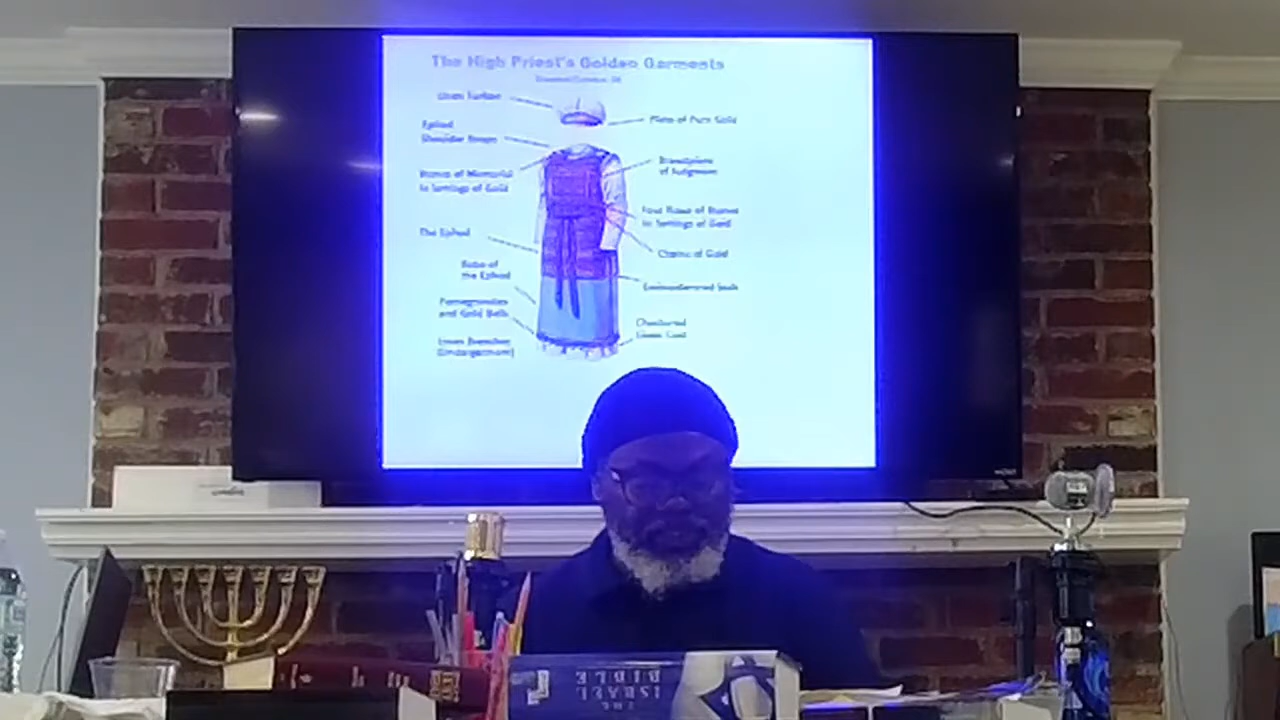 The High Priest's Golden Garments
Linen Turban
Plate of Pure Gold
Ephod
Shoulder Straps
Breastpiece
of Judgment
Stones of Memorial
in Settings of Gold
Four Rows of Stones
in Settings of Gold
The Ephod
Chains of Gold
Robe of
the Ephod
Embroidered Sash
Pomegranates
and Gold Bells
Checkered
Linen Coat
Linen Breeches
(Undergarment)
THE
ISRAEL
BIBLE